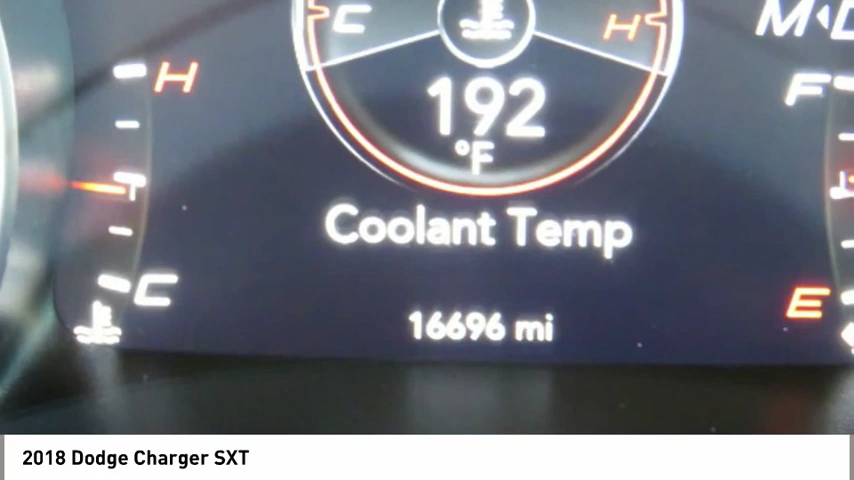 C H M
H F
192
°F
Coolant Temp
C E
16696 mi
2018 Dodge Charger SXT